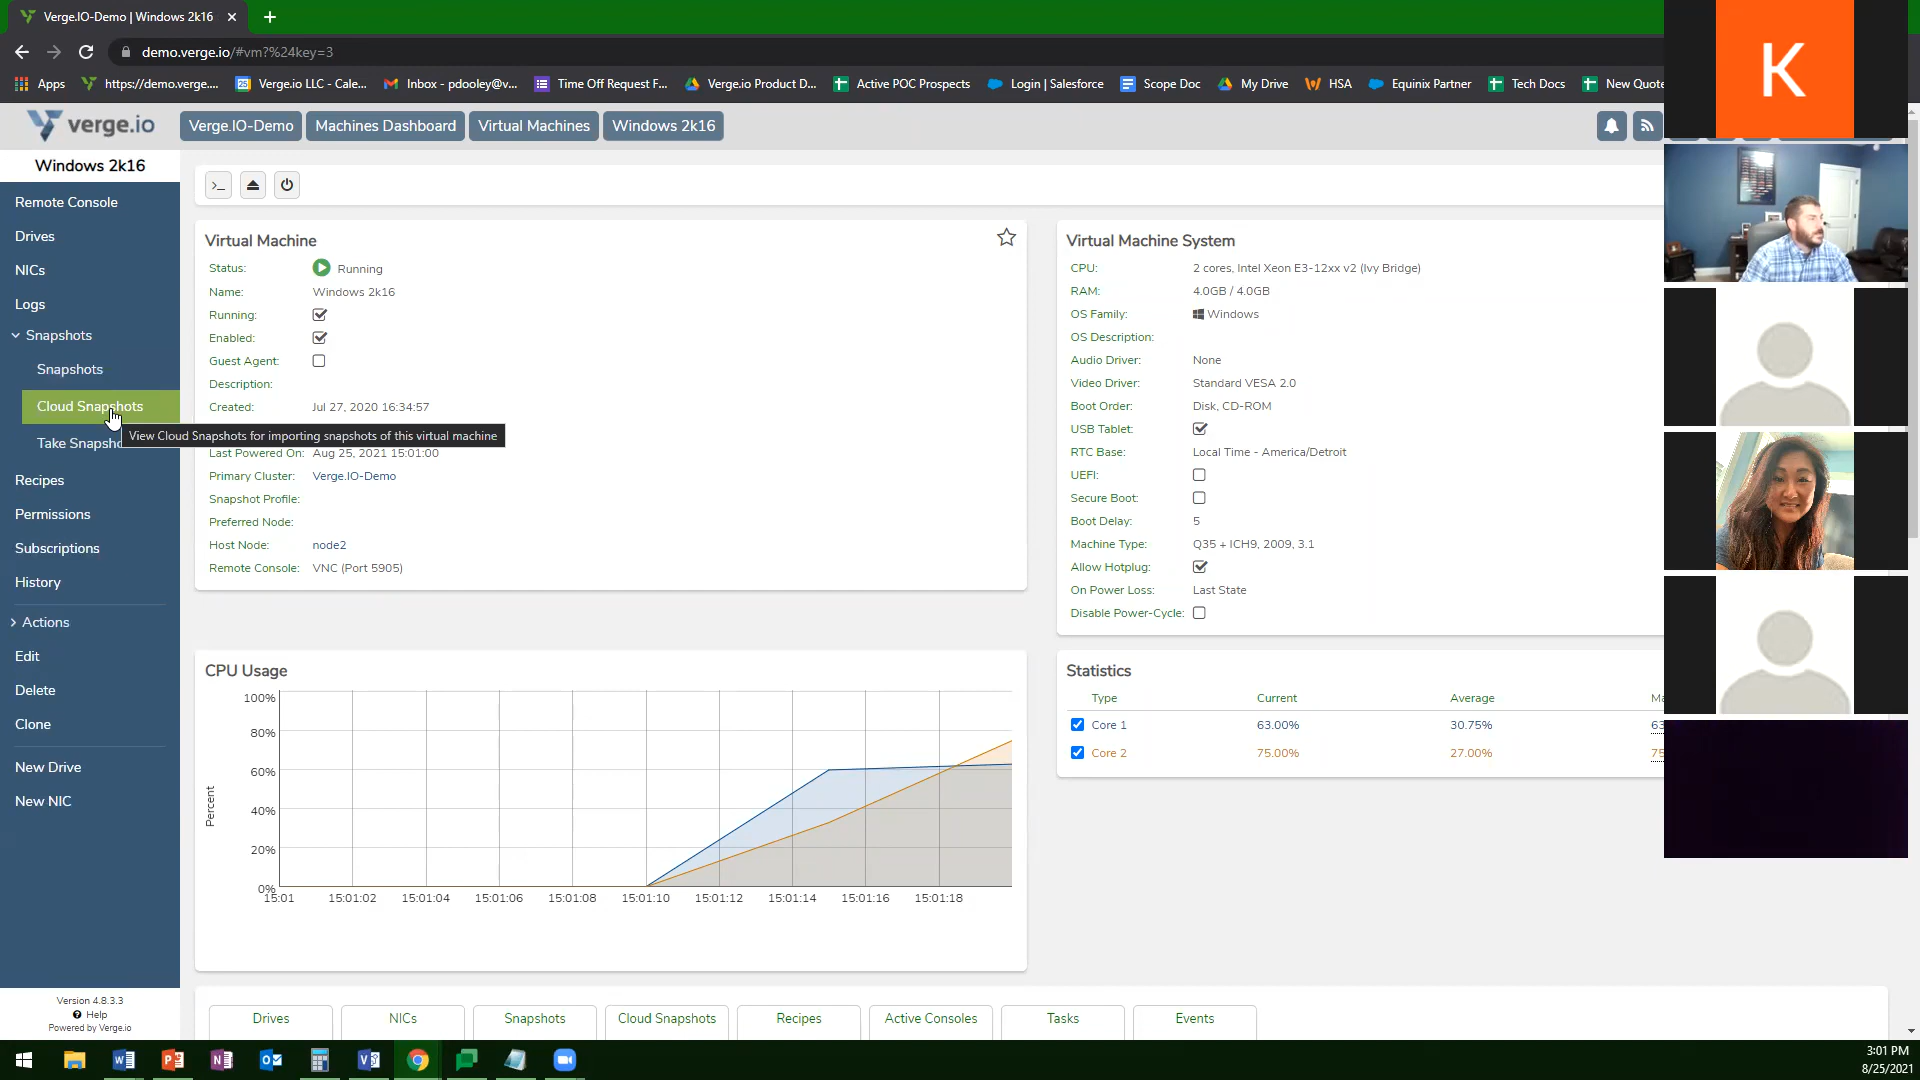 Verge.IO-Demo | Windows 2k16
demo.verge.io/#vm?%24key=3
Apps
https://demo.verge....
Verge.io LLC - Cale...
Inbox - pdooley@v...
Time Off Request F...
Verge.io Product D...
Active POC Prospects
Login | Salesforce
Scope Doc
My Drive
HSA
Equinix Partner
Tech Docs
New Quote
K
verge.io
Verge.IO-Demo
Machines Dashboard
Virtual Machines
Windows 2k16
Windows 2k16
Remote Console
Drives
NICs
Logs
Snapshots
Snapshots
Cloud Snapshots
Take Snapsho
View Cloud Snapshots for importing snapshots of this virtual machine
Recipes
Permissions
Subscriptions
History
Actions
Edit
Delete
Clone
New Drive
New NIC
Version 4.8.3.3
Help
Powered by Verge.io
Virtual Machine
Status: Running
Name: Windows 2k16
Running:
Enabled:
Guest Agent:
Description:
Created: Jul 27, 2020 16:34:57
Last Powered On: Aug 25, 2021 15:01:00
Primary Cluster: Verge.IO-Demo
Snapshot Profile:
Preferred Node:
Host Node: node2
Remote Console: VNC (Port 5905)
Virtual Machine System
CPU: 2 cores, Intel Xeon E3-12xx v2 (Ivy Bridge)
RAM: 4.0GB / 4.0GB
OS Family: Windows
OS Description:
Audio Driver: None
Video Driver: Standard VESA 2.0
Boot Order: Disk, CD-ROM
USB Tablet:
RTC Base: Local Time - America/Detroit
UEFI:
Secure Boot:
Boot Delay: 5
Machine Type: Q35 + ICH9, 2009, 3.1
Allow Hotplug:
On Power Loss: Last State
Disable Power-Cycle:
CPU Usage
Percent
100%
80%
60%
40%
20%
0%
15:01 15:01:02 15:01:04 15:01:06 15:01:08 15:01:10 15:01:12 15:01:14 15:01:16 15:01:18
Statistics
Type Current Average Ma
Core 1 63.00% 30.75% 63
Core 2 75.00% 27.00% 75
Drives
NICs
Snapshots
Cloud Snapshots
Recipes
Active Consoles
Tasks
Events
3:01 PM
8/25/2021